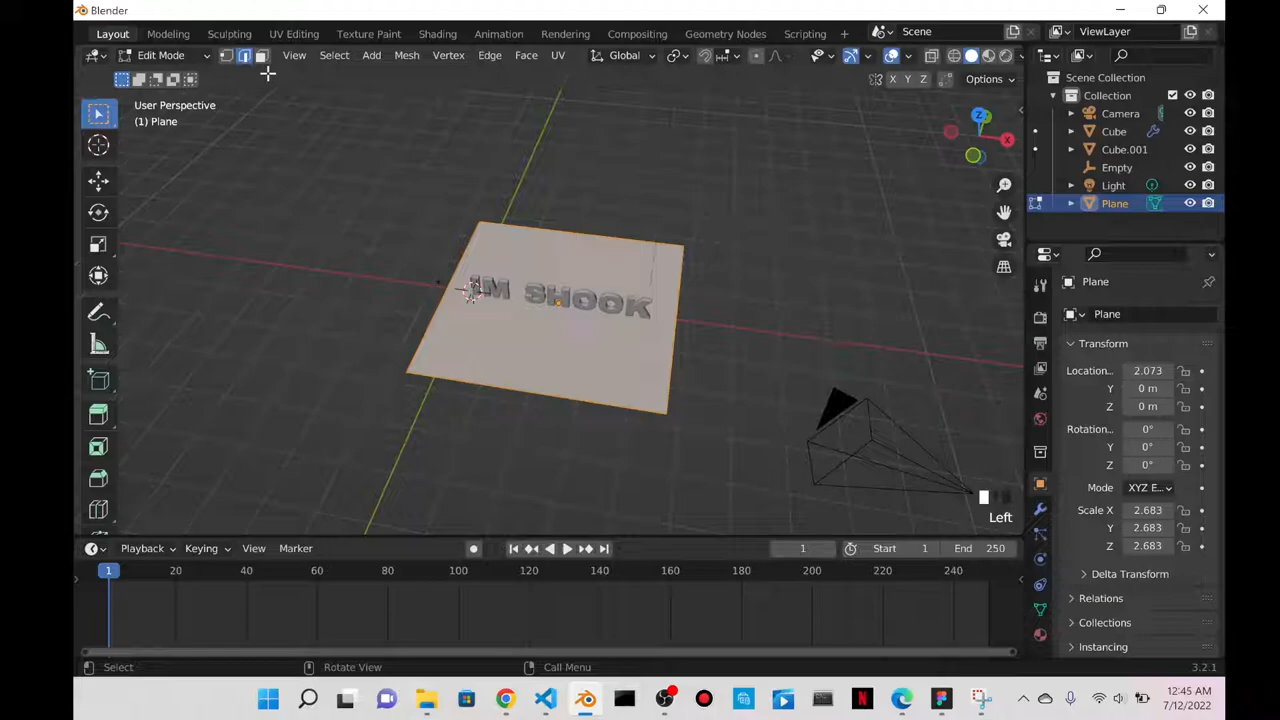 Blender
Layout Modeling Sculpting UV Editing Texture Paint Shading Animation Rendering Compositing Geometry Nodes Scripting + Scene ViewLayer
Edit Mode View Select Add Mesh Vertex Edge Face UV Global
X Y Z Options
User Perspective
(1) Plane
IM SHOOK
Z
X
Left
Scene Collection
Collection
Camera
Cube
Cube.001
Empty
Light
Plane
Plane
Plane
Transform
Location... 2.073
Y 0 m
Z 0 m
Rotation... 0°
Y 0°
Z 0°
Mode XYZ E...
Scale X 2.683
Y 2.683
Z 2.683
Delta Transform
Relations
Collections
Instancing
Playback Keying View Marker 1 Start 1 End 250
1 20 40 60 80 100 120 140 160 180 200 220 240
Select Rotate View Call Menu 3.2.1
12:45 AM
7/12/2022